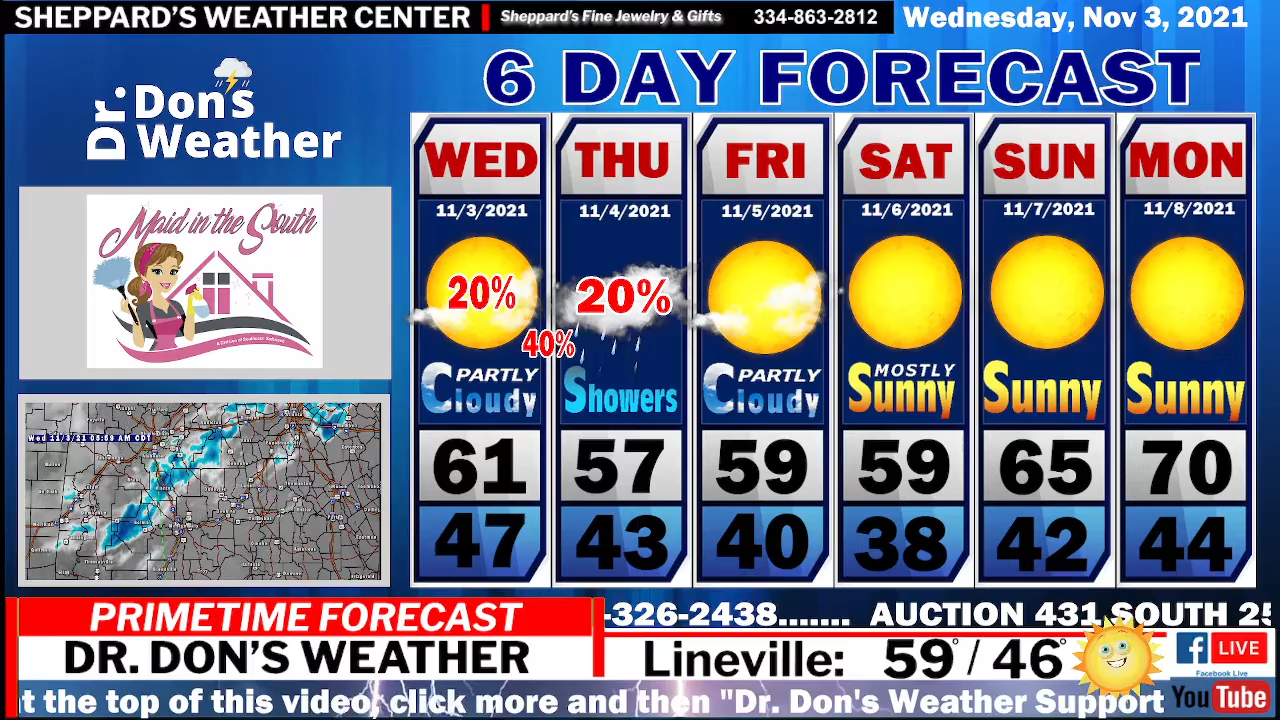 SHEPPARD'S WEATHER CENTER
Sheppard's Fine Jewelry & Gifts
334-863-2812
Wednesday, Nov 3, 2021
6 DAY FORECAST
Dr. Don's
Weather
Maid in the South
WED THU FRI SAT SUN MON
11/3/2021 11/4/2021 11/5/2021 11/6/2021 11/7/2021 11/8/2021
20% 20%
40%
PARTLY Cloudy
Showers
PARTLY Cloudy
MOSTLY Sunny
Sunny
Sunny
61 57 59 59 65 70
47 43 40 38 42 44
PRIMETIME FORECAST
DR. DON'S WEATHER
-326-2438....... AUCTION 431 SOUTH
Lineville: 59° / 46°
LIVE
Facebook Live
YouTube
t the top of this video, click more and then "Dr. Don's Weather Support